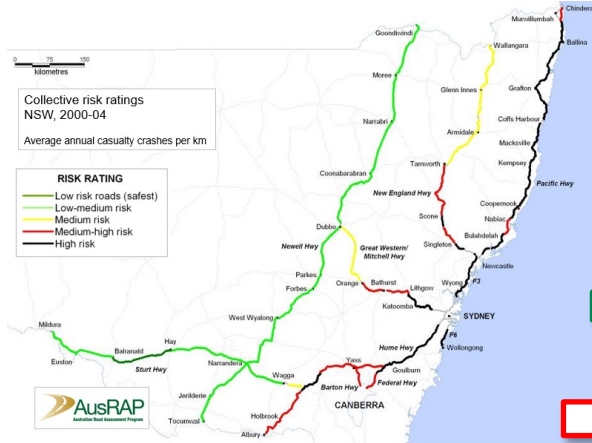 Chindera
Murwillumbah
Goondiwindi
Wallangara
Ballina
0 75 150
kilometres
Moree
Glenn Innes
Grafton
Collective risk ratings
NSW, 2000-04
Average annual casualty crashes per km
Narrabri
Coffs Harbour
Armidale
Macksville
Kempsey
Tamworth
Coonabarabran
Pacific Hwy
RISK RATING
Low risk roads (safest)
Low-medium risk
Medium risk
Medium-high risk
High risk
New England Hwy
Coopernook
Scone
Nabiac
Dubbo
Bulahdelah
Newell Hwy
Great Western/
Mitchell Hwy
Singleton
Newcastle
Parkes
Orange
Bathurst
Lithgow
Wyong
F3
Forbes
Katoomba
SYDNEY
West Wyalong
Mildura
F6
Hay
Hume Hwy
Wollongong
Balranald
Euston
Sturt Hwy
Narrandera
Yass
Goulburn
Wagga
Barton Hwy
Federal Hwy
Jerilderie
CANBERRA
Holbrook
AusRAP
Australian Road Assessment Program
Tocumwal
Albury